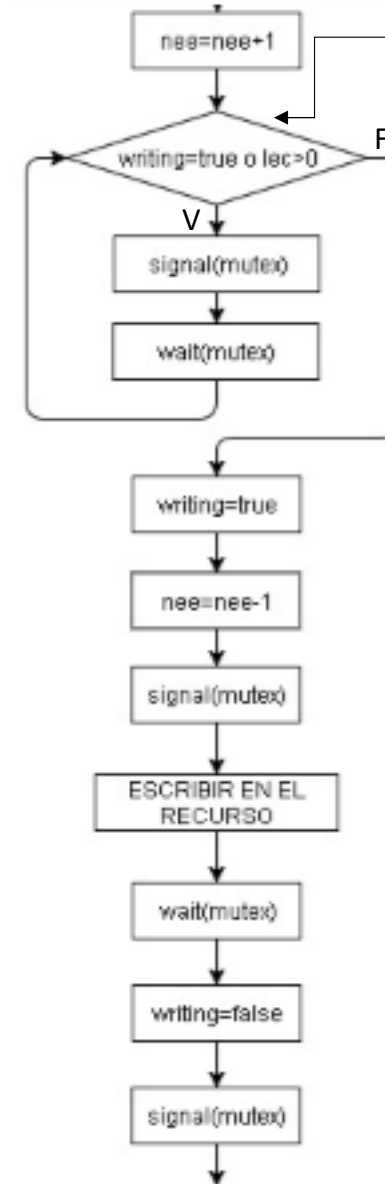 nee=nee+1
writing=true o lec>0
F
V
signal(mutex)
wait(mutex)
writing=true
nee=nee-1
signal(mutex)
ESCRIBIR EN EL
RECURSO
wait(mutex)
writing=false
signal(mutex)